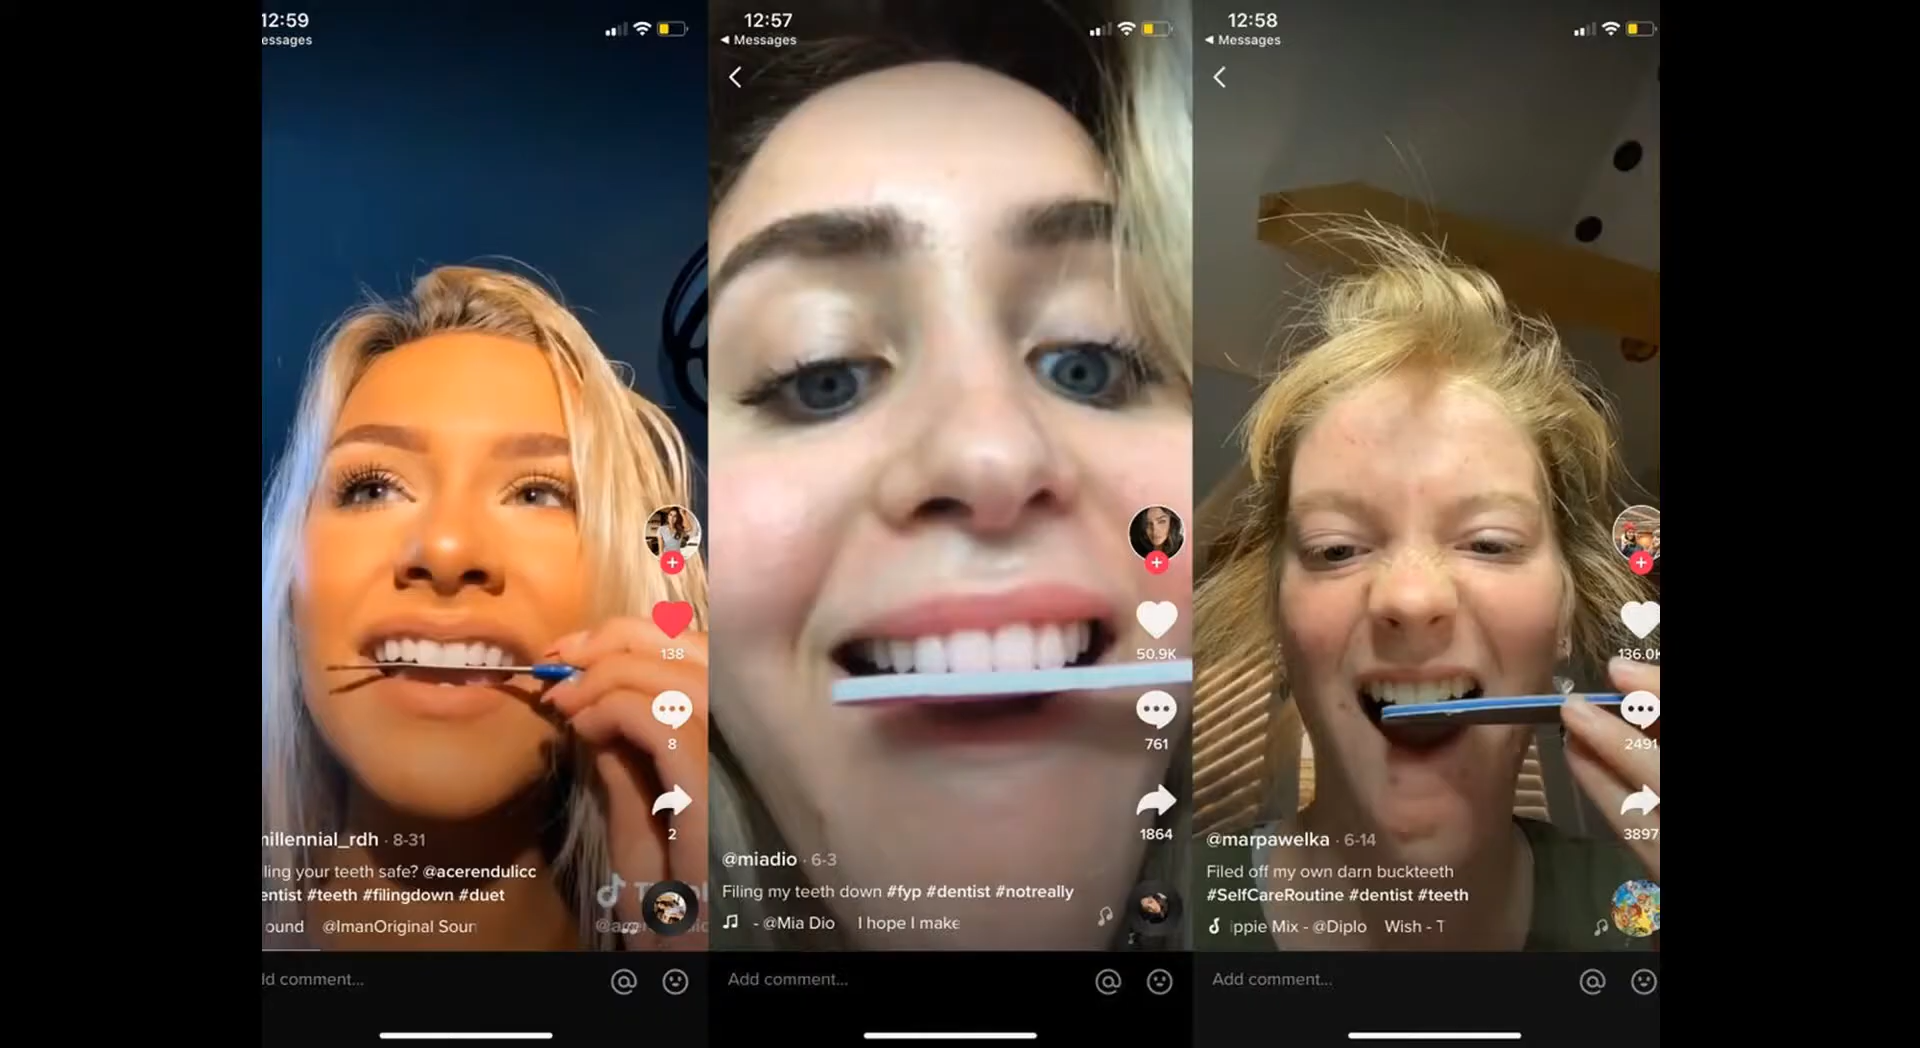 12:59
essages
138
8
2
millennial_rdh · 8-31
ling your teeth safe? @acerendulicc
entist #teeth #filingdown #duet
ound @ImanOriginal Soun
dd comment...
12:57
◄ Messages
50.9K
761
1864
@miadio · 6-3
Filing my teeth down #fyp #dentist #notreally
- @Mia Dio I hope I make
Add comment...
12:58
◄ Messages
136.0K
2491
3897
@marpawelka · 6-14
Filed off my own darn buckteeth
#SelfCareRoutine #dentist #teeth
ippie Mix - @Diplo Wish - T
Add comment...